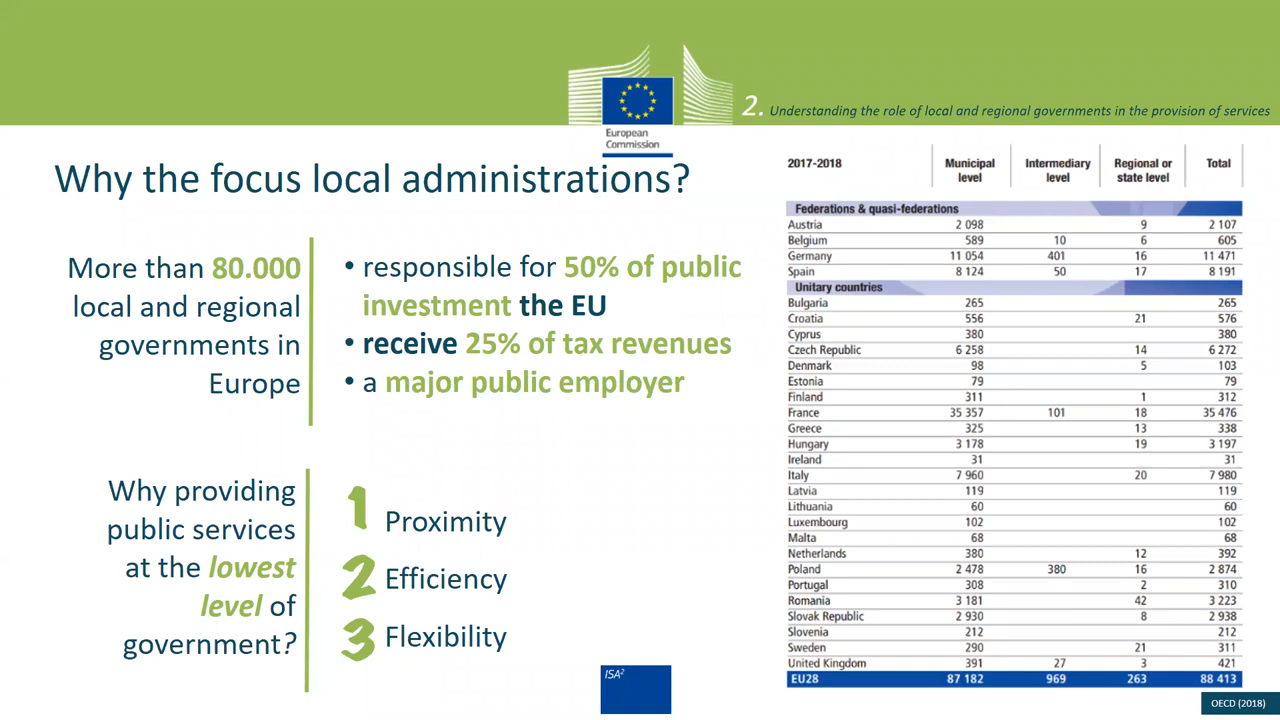 European
Commission
2. Understanding the role of local and regional governments in the provision of services
Why the focus local administrations?
More than 80.000
local and regional
governments in
Europe
• responsible for 50% of public
investment the EU
• receive 25% of tax revenues
• a major public employer
Why providing
public services
at the lowest
level of
government?
1 Proximity
2 Efficiency
3 Flexibility
2017-2018 Municipal level Intermediary level Regional or state level Total
Federations & quasi-federations
Austria 2 098 9 2 107
Belgium 589 10 6 605
Germany 11 054 401 16 11 471
Spain 8 124 50 17 8 191
Unitary countries
Bulgaria 265 265
Croatia 556 21 576
Cyprus 380 380
Czech Republic 6 258 14 6 272
Denmark 98 5 103
Estonia 79 79
Finland 311 1 312
France 35 357 101 18 35 476
Greece 325 13 338
Hungary 3 178 19 3 197
Ireland 31 31
Italy 7 960 20 7 980
Latvia 119 119
Lithuania 60 60
Luxembourg 102 102
Malta 68 68
Netherlands 380 12 392
Poland 2 478 380 16 2 874
Portugal 308 2 310
Romania 3 181 42 3 223
Slovak Republic 2 930 8 2 938
Slovenia 212 212
Sweden 290 21 311
United Kingdom 391 27 3 421
EU28 87 182 969 263 88 413
ISA²
OECD (2018)